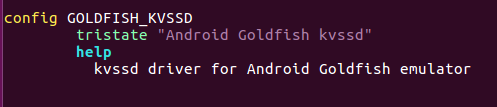 config GOLDFISH_KVSSD
tristate "Android Goldfish kvssd"
help
kvssd driver for Android Goldfish emulator